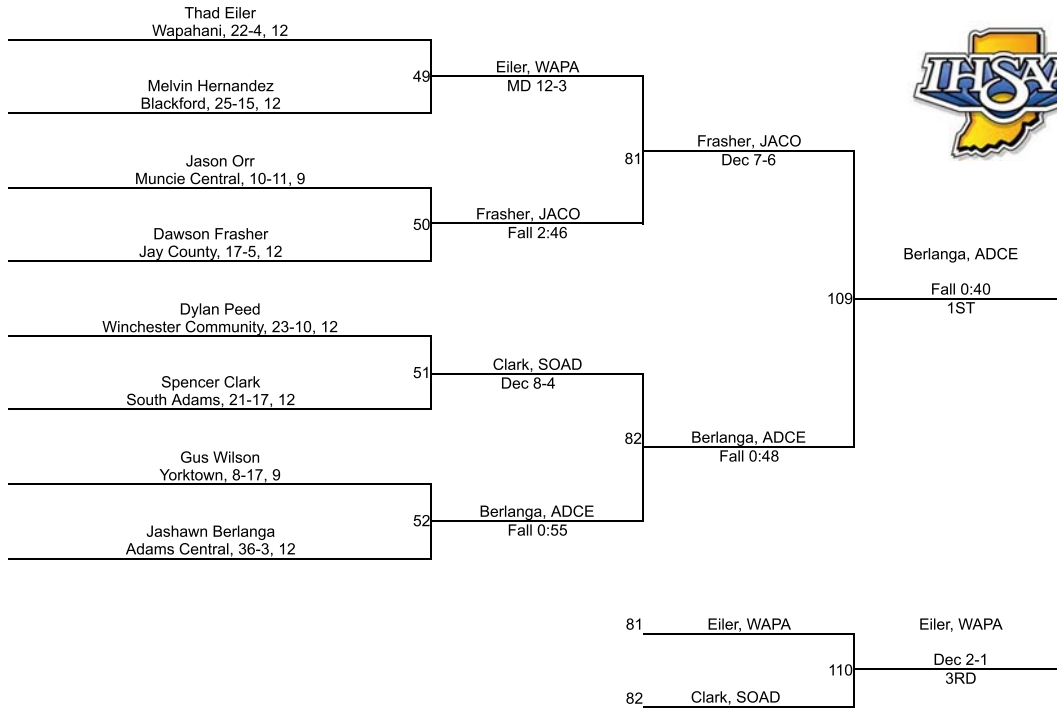 Thad Eiler
Wapahani, 22-4, 12
49
Melvin Hernandez
Blackford, 25-15, 12
Eiler, WAPA
MD 12-3
Jason Orr
Muncie Central, 10-11, 9
50
Dawson Frasher
Jay County, 17-5, 12
Frasher, JACO
Fall 2:46
81
Frasher, JACO
Dec 7-6
Dylan Peed
Winchester Community, 23-10, 12
51
Spencer Clark
South Adams, 21-17, 12
Clark, SOAD
Dec 8-4
Gus Wilson
Yorktown, 8-17, 9
52
Jashawn Berlanga
Adams Central, 36-3, 12
Berlanga, ADCE
Fall 0:55
82
Berlanga, ADCE
Fall 0:48
109
Berlanga, ADCE
Fall 0:40
1ST
IHSAA
81
Eiler, WAPA
82
Clark, SOAD
110
Eiler, WAPA
Dec 2-1
3RD